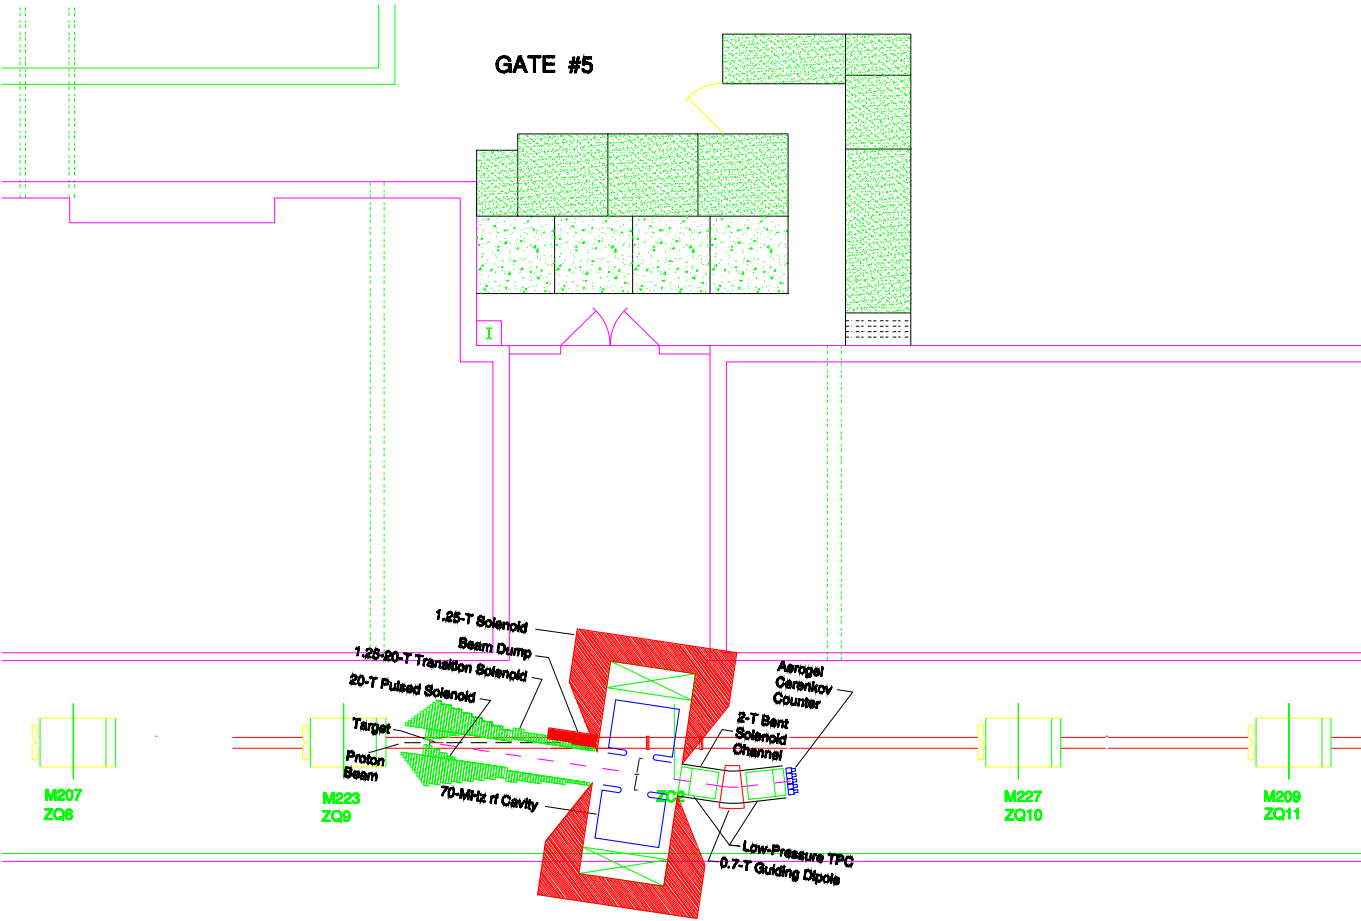 GATE #5
I
1.25-T Solenoid
Beam Dump
1.25-20-T Transition Solenoid
20-T Pulsed Solenoid
Target
Proton
Beam
70-MHz rf Cavity
Aerogel
Cerenkov
Counter
2-T Bent
Solenoid
Channel
ZC2
Low-Pressure TPC
0.7-T Guiding Dipole
M207
ZQ8
M223
ZQ9
M227
ZQ10
M209
ZQ11